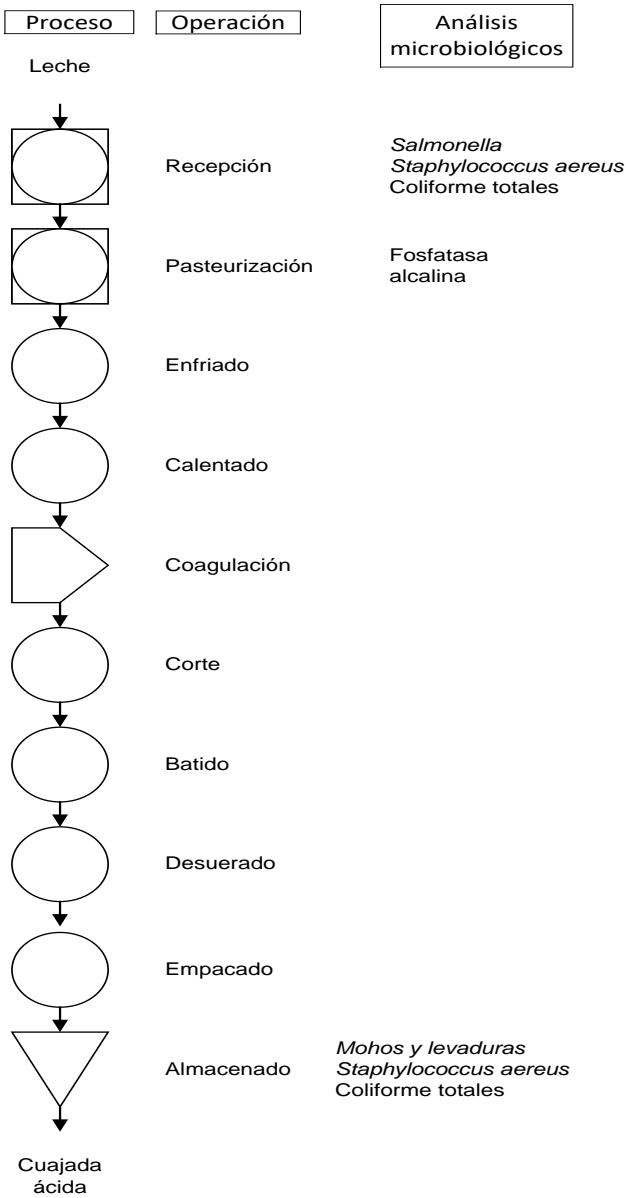 Proceso
Operación
Análisis
microbiológicos
Leche
Recepción
Salmonella
Staphylococcus aereus
Coliforme totales
Pasteurización
Fosfatasa
alcalina
Enfriado
Calentado
Coagulación
Corte
Batido
Desuerado
Empacado
Almacenado
Mohos y levaduras
Staphylococcus aereus
Coliforme totales
Cuajada
ácida